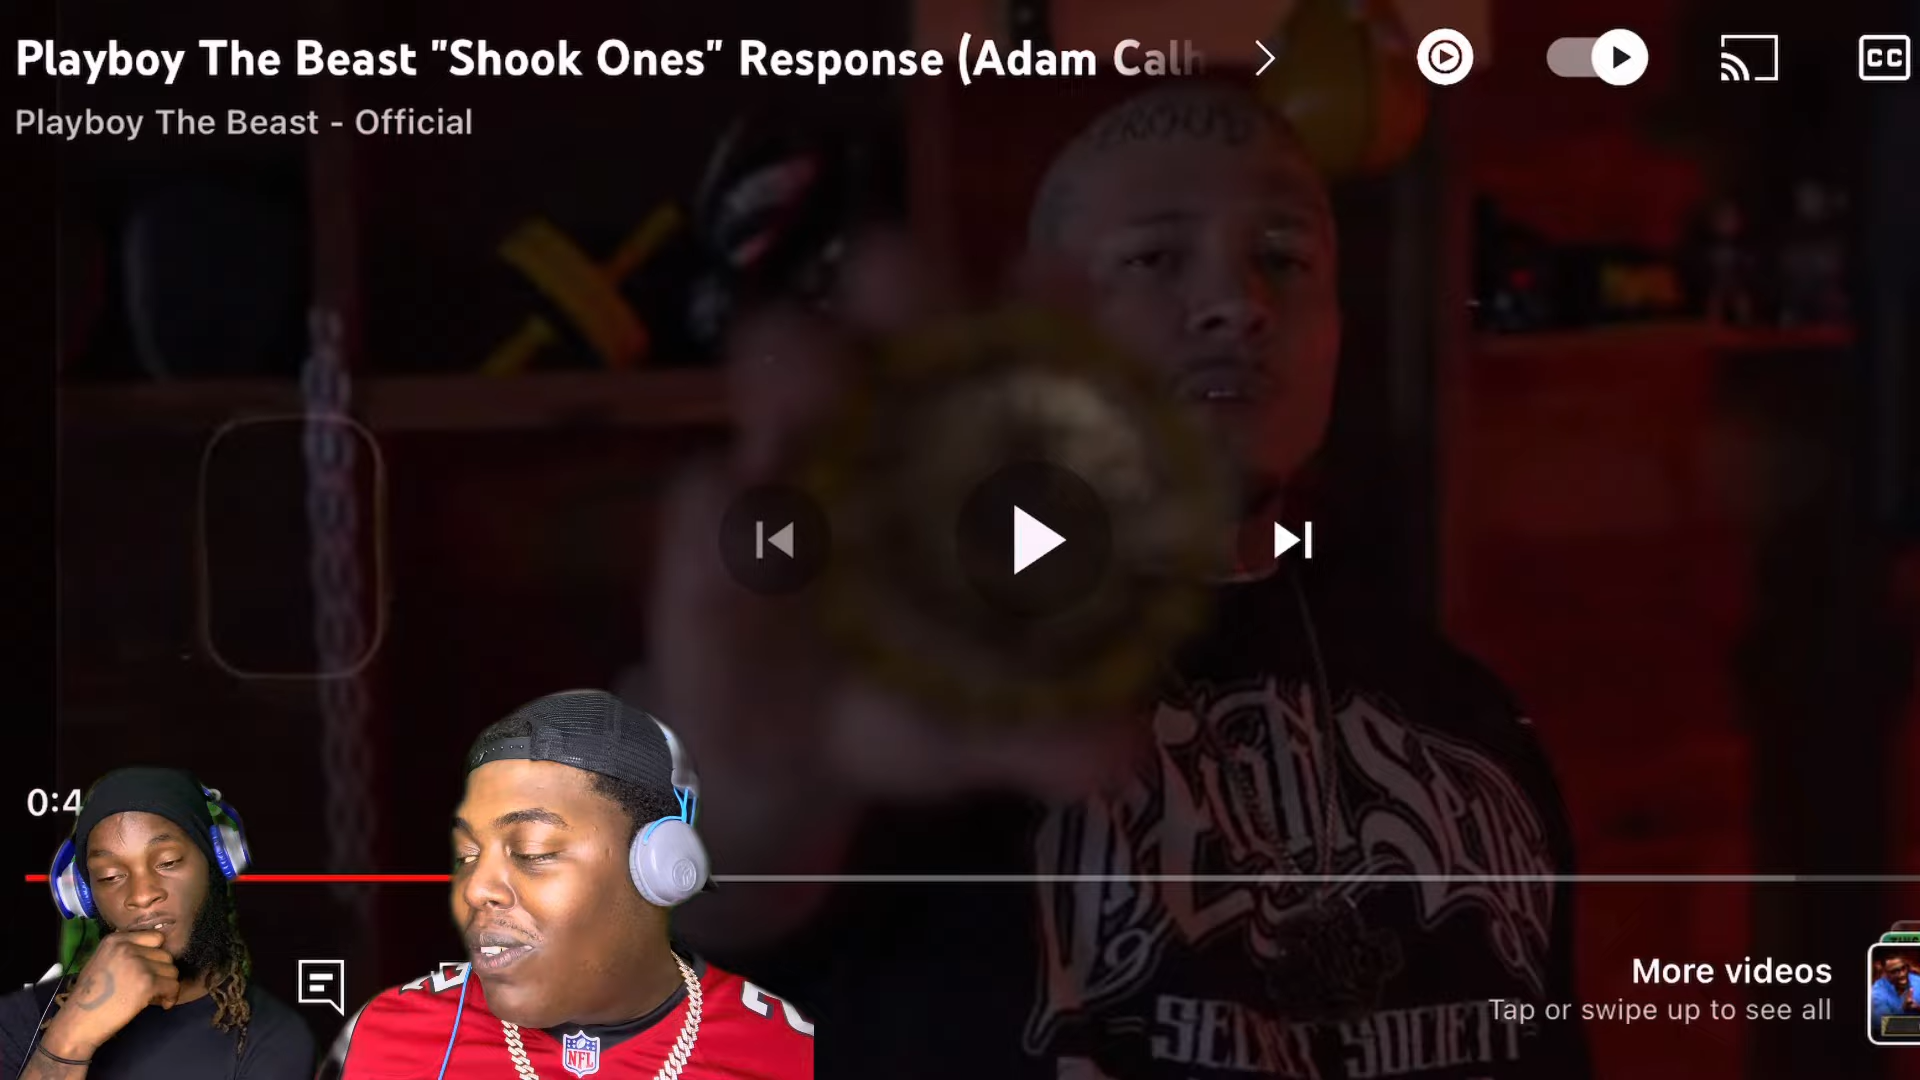 Playboy The Beast "Shook Ones" Response (Adam Calh
Playboy The Beast - Official
CC
0:4
NFL
More videos
Tap or swipe up to see all